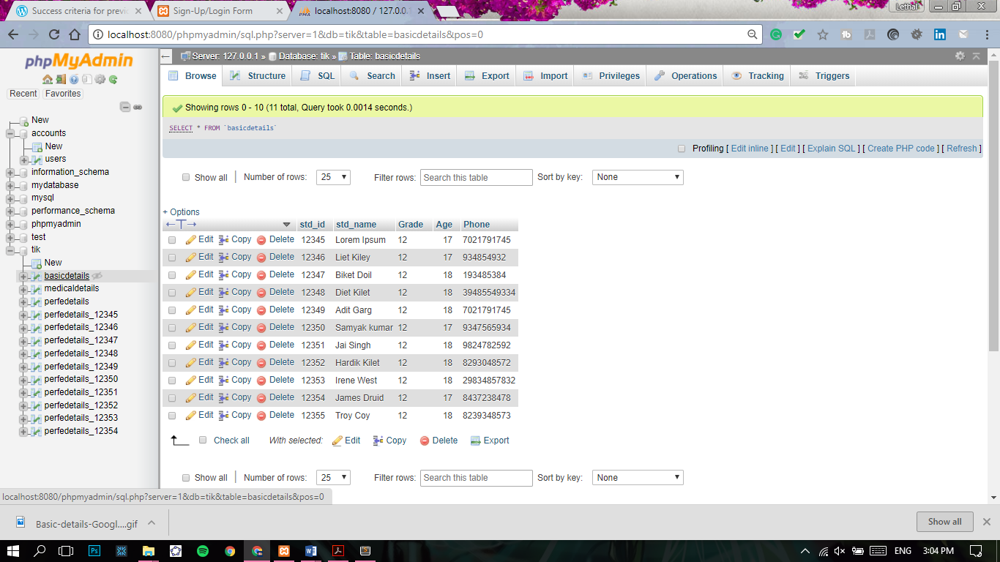 Success criteria for previ
Sign-Up/Login Form
localhost:8080 / 127.0.0.1
Lethal
localhost:8080/phpmyadmin/sql.php?server=1&db=tik&table=basicdetails&pos=0
phpMyAdmin
Recent Favorites
New
accounts
New
users
information_schema
mydatabase
mysql
performance_schema
phpmyadmin
test
tik
New
basicdetails
medicaldetails
perfedetails
perfedetails_12345
perfedetails_12346
perfedetails_12347
perfedetails_12348
perfedetails_12349
perfedetails_12350
perfedetails_12351
perfedetails_12352
perfedetails_12353
perfedetails_12354
Server: 127.0.0.1 » Database: tik » Table: basicdetails
Browse Structure SQL Search Insert Export Import Privileges Operations Tracking Triggers
Showing rows 0 - 10 (11 total, Query took 0.0014 seconds.)
SELECT * FROM `basicdetails`
Profiling [ Edit inline ] [ Edit ] [ Explain SQL ] [ Create PHP code ] [ Refresh ]
Show all Number of rows: 25 Filter rows: Search this table Sort by key: None
+ Options
std_id std_name Grade Age Phone
Edit Copy Delete 12345 Lorem Ipsum 12 17 7021791745
Edit Copy Delete 12346 Liet Kiley 12 17 934854932
Edit Copy Delete 12347 Biket Doil 12 18 193485384
Edit Copy Delete 12348 Diet Kilet 12 18 39485549334
Edit Copy Delete 12349 Adit Garg 12 18 7021791745
Edit Copy Delete 12350 Samyak kumar 12 17 9347565934
Edit Copy Delete 12351 Jai Singh 12 18 9824782592
Edit Copy Delete 12352 Hardik Kilet 12 18 8293048572
Edit Copy Delete 12353 Irene West 12 18 29834857832
Edit Copy Delete 12354 James Druid 12 17 8437238478
Edit Copy Delete 12355 Troy Coy 12 18 8239348573
Check all With selected: Edit Copy Delete Export
Show all Number of rows: 25 Filter rows: Search this table Sort by key: None
localhost:8080/phpmyadmin/sql.php?server=1&db=tik&table=basicdetails&pos=0
Basic-details-Googl....gif
Show all
ENG 3:04 PM